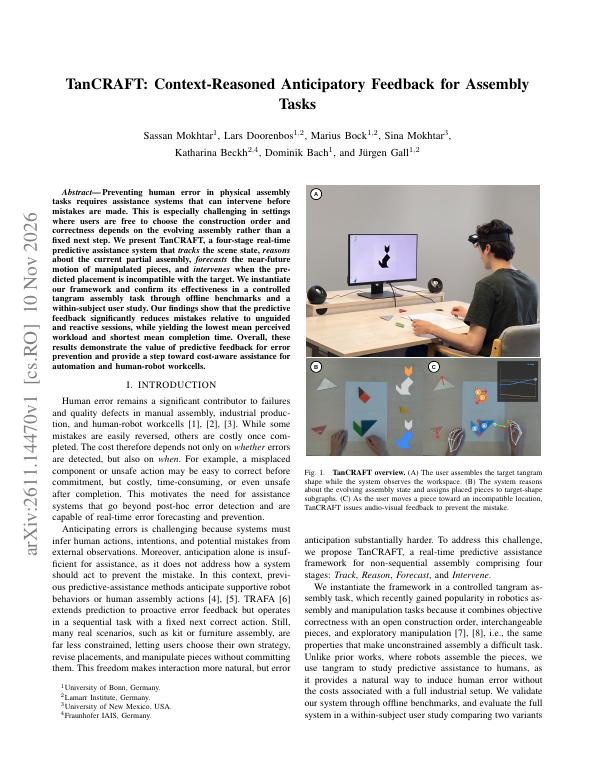 TanCRAFT: Context-Reasoned Anticipatory Feedback for Assembly
Tasks
Sassan Mokhtar1, Lars Doorenbos1,2, Marius Bock1,2, Sina Mokhtar3,
Katharina Beckh2,4, Dominik Bach1, and Jürgen Gall1,2
arXiv:2611.14470v1 [cs.RO] 10 Nov 2026
Abstract—Preventing human error in physical assembly
tasks requires assistance systems that can intervene before
mistakes are made. This is especially challenging in settings
where users are free to choose the construction order and
correctness depends on the evolving assembly rather than a
fixed next step. We present TanCRAFT, a four-stage real-time
predictive assistance system that tracks the scene state, reasons
about the current partial assembly, forecasts the near-future
motion of manipulated pieces, and intervenes when the pre-
dicted placement is incompatible with the target. We instantiate
our framework and confirm its effectiveness in a controlled
tangram assembly task through offline benchmarks and a
within-subject user study. Our findings show that the predictive
feedback significantly reduces mistakes relative to unguided
and reactive sessions, while yielding the lowest mean perceived
workload and shortest mean completion time. Overall, these
results demonstrate the value of predictive feedback for error
prevention and provide a step toward cost-aware assistance for
automation and human-robot workcells.
I. INTRODUCTION
Human error remains a significant contributor to failures
and quality defects in manual assembly, industrial produc-
tion, and human-robot workcells [1], [2], [3]. While some
mistakes are easily reversed, others are costly once com-
pleted. The cost therefore depends not only on whether errors
are detected, but also on when. For example, a misplaced
component or unsafe action may be easy to correct before
commitment, but costly, time-consuming, or even unsafe
after completion. This motivates the need for assistance
systems that go beyond post-hoc error detection and are
capable of real-time error forecasting and prevention.
Anticipating errors is challenging because systems must
infer human actions, intentions, and potential mistakes from
external observations. Moreover, anticipation alone is insuf-
ficient for assistance, as it does not address how a system
should act to prevent the mistake. In this context, previ-
ous predictive-assistance methods anticipate supportive robot
behaviors or human assembly actions [4], [5]. TRAFA [6]
extends prediction to proactive error feedback but operates
in a sequential task with a fixed next correct action. Still,
many real scenarios, such as kit or furniture assembly, are
far less constrained, letting users choose their own strategy,
revise placements, and manipulate pieces without committing
them. This freedom makes interaction more natural, but error
1University of Bonn, Germany.
2Lamarr Institute, Germany.
3University of New Mexico, USA.
4Fraunhofer IAIS, Germany.
A
B
C
Fig. 1. TanCRAFT overview. (A) The user assembles the target tangram
shape while the system observes the workspace. (B) The system reasons
about the evolving assembly state and assigns placed pieces to target-shape
subgraphs. (C) As the user moves a piece toward an incompatible location,
TanCRAFT issues audio-visual feedback to prevent the mistake.
anticipation substantially harder. To address this challenge,
we propose TanCRAFT, a real-time predictive assistance
framework for non-sequential assembly comprising four
stages: Track, Reason, Forecast, and Intervene.
We instantiate the framework in a controlled tangram as-
sembly task, which recently gained popularity in robotics as-
sembly and manipulation tasks because it combines objective
correctness with an open construction order, interchangeable
pieces, and exploratory manipulation [7], [8], i.e., the same
properties that make unconstrained assembly a difficult task.
Unlike prior works, where robots assemble the pieces, we
use tangram to study predictive assistance to humans, as
it provides a natural way to induce human error without
the costs associated with a full industrial setup. We validate
our system through offline benchmarks, and evaluate the full
system in a within-subject user study comparing two variants